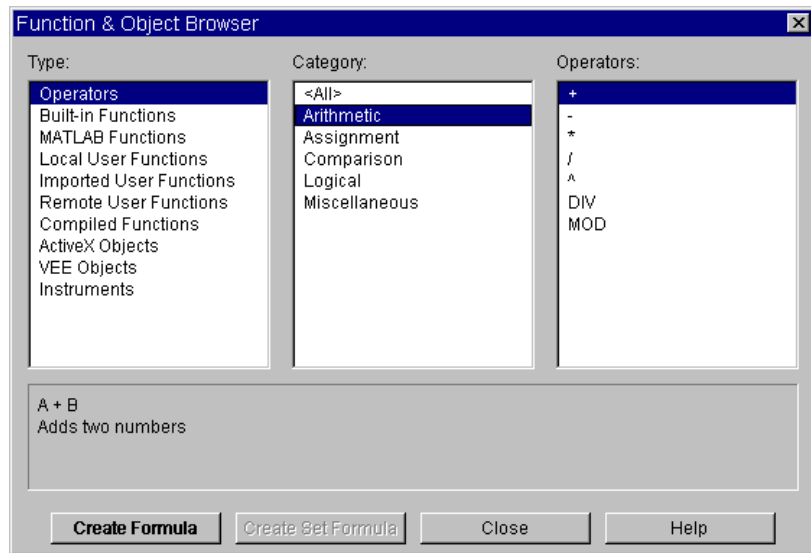 Function & Object Browser
Type:
Operators
Built-in Functions
MATLAB Functions
Local User Functions
Imported User Functions
Remote User Functions
Compiled Functions
ActiveX Objects
VEE Objects
Instruments
Category:
<All>
Arithmetic
Assignment
Comparison
Logical
Miscellaneous
Operators:
+
-
*
/
^
DIV
MOD
A + B
Adds two numbers
Create Formula
Create Set Formula
Close
Help